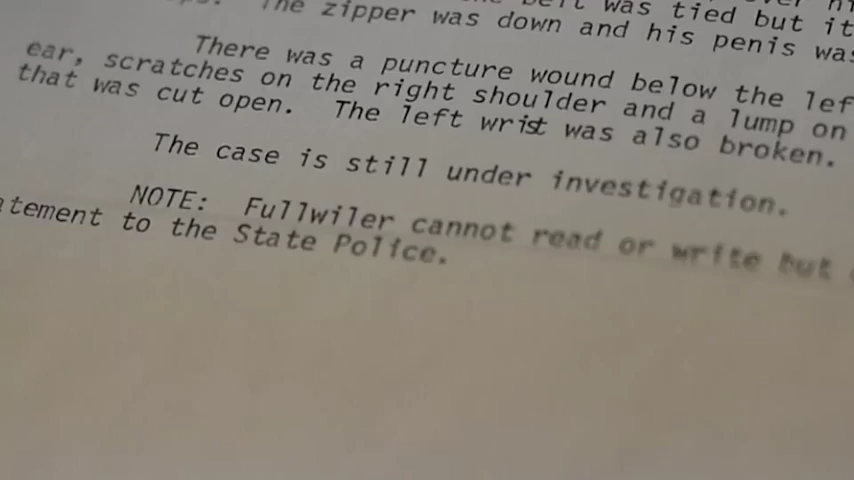 The zipper was down and his penis was
There was a puncture wound below the lef
ear, scratches on the right shoulder and a lump on
that was cut open. The left wrist was also broken.
The case is still under investigation.
NOTE: Fullwiler cannot read or write but
atement to the State Police.